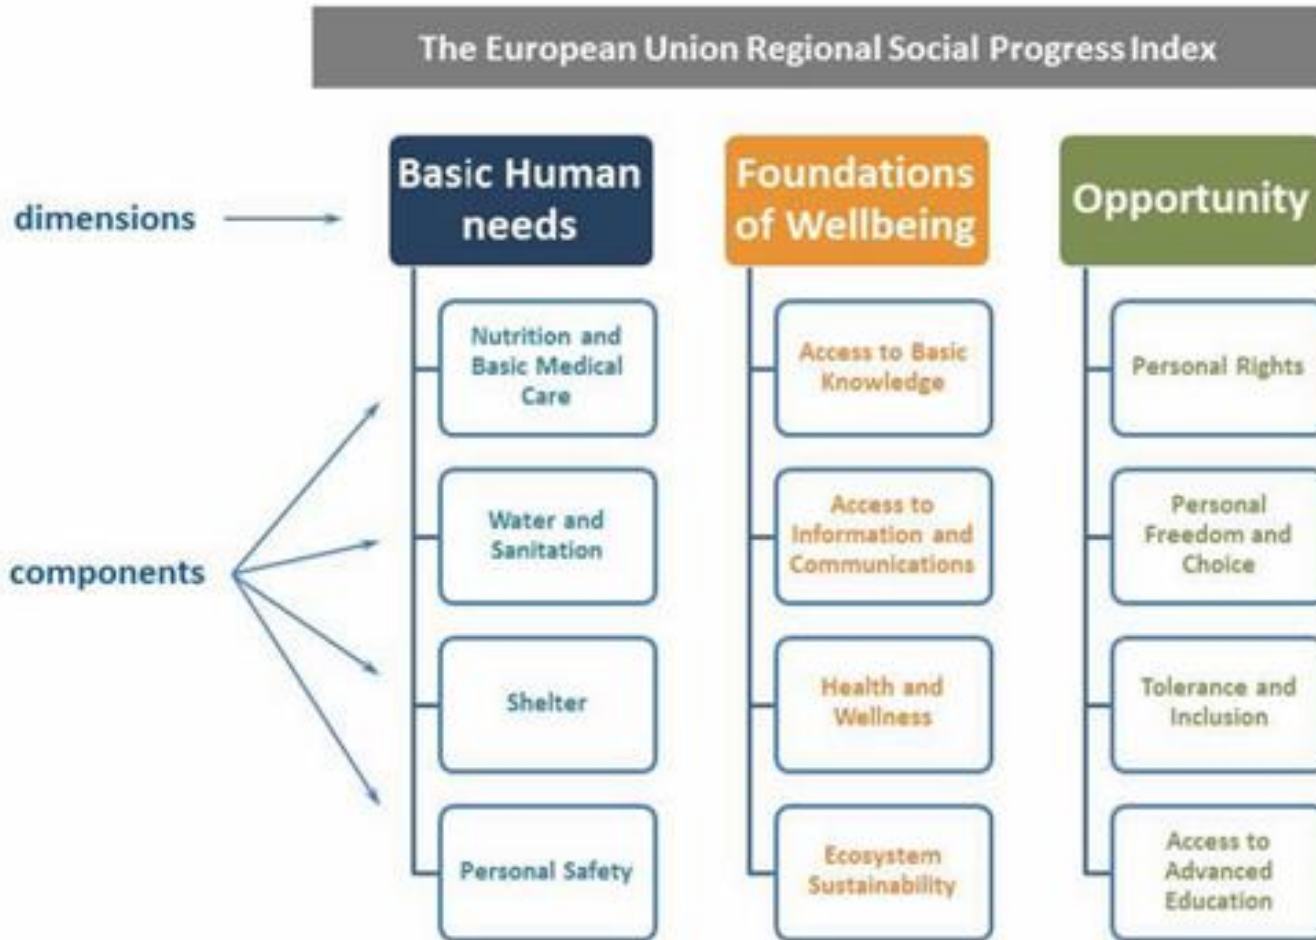 The European Union Regional Social Progress Index
dimensions
Basic Human
needs
Foundations
of Wellbeing
Opportunity
components
Nutrition and
Basic Medical
Care
Water and
Sanitation
Shelter
Personal Safety
Access to Basic
Knowledge
Access to
Information and
Communications
Health and
Wellness
Ecosystem
Sustainability
Personal Rights
Personal
Freedom and
Choice
Tolerance and
Inclusion
Access to
Advanced
Education